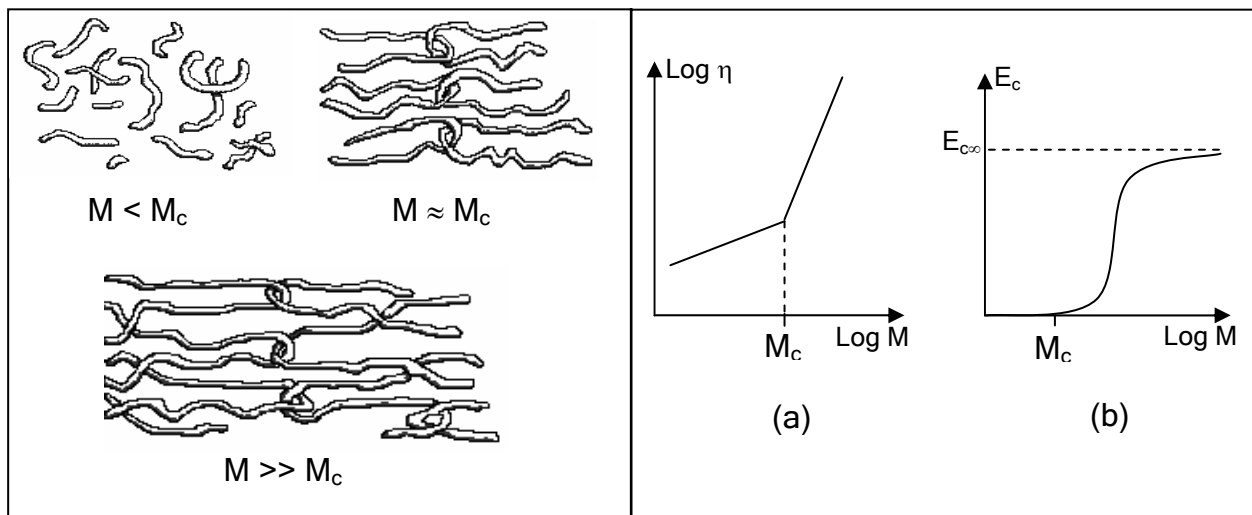 M < Mc
M ≈ Mc
M >> Mc
Log η
Mc
Log M
(a)
Ec
Ec∞
Mc
Log M
(b)